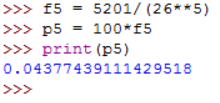 >>> f5 = 5201/(26**5)
>>> p5 = 100*f5
>>> print(p5)
0.04377439111429518
>>>